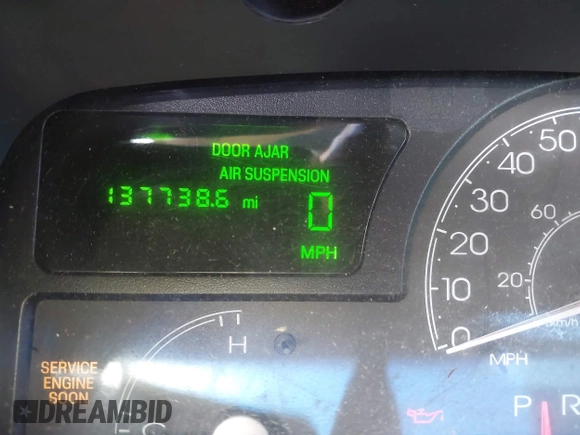 DOOR AJAR
AIR SUSPENSION
137738.6 mi
0
MPH
50
40
30
20
10
0
MPH
60
20
km/h
H
C
SERVICE
ENGINE
SOON
P R
DREAMBID